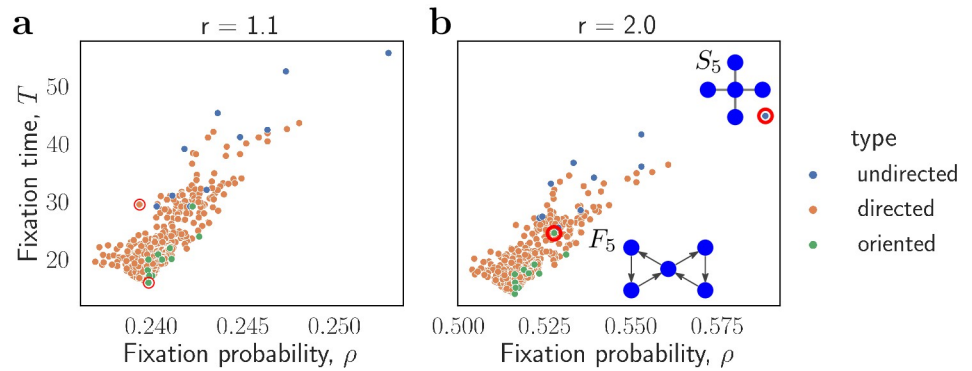 a
r = 1.1
Fixation time, T
50
40
30
20
0.240
0.245
0.250
Fixation probability, ρ
b
r = 2.0
S5
F5
0.500
0.525
0.550
0.575
Fixation probability, ρ
type
undirected
directed
oriented